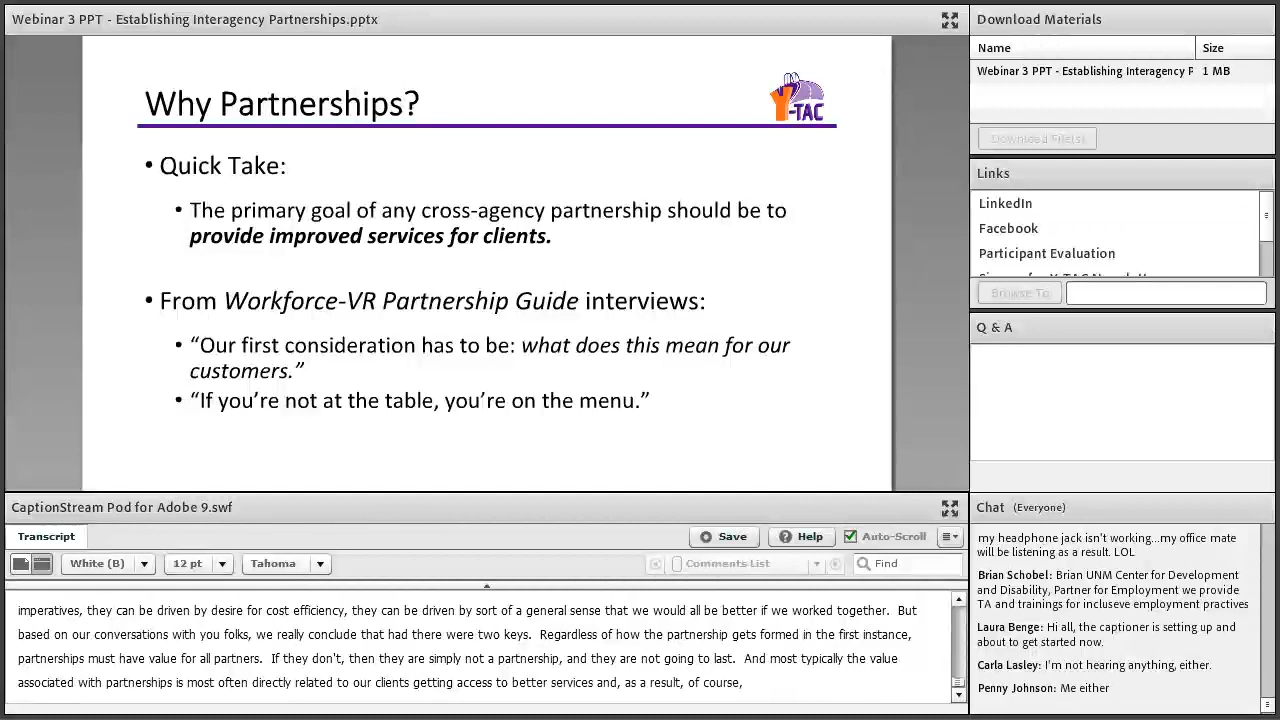 Webinar 3 PPT - Establishing Interagency Partnerships.pptx
Why Partnerships?
Y-TAC
• Quick Take:
• The primary goal of any cross-agency partnership should be to
provide improved services for clients.
• From Workforce-VR Partnership Guide interviews:
• “Our first consideration has to be: what does this mean for our
customers.”
• “If you’re not at the table, you’re on the menu.”
CaptionStream Pod for Adobe 9.swf
Transcript
Save
Help
Auto-Scroll
White (B)
12 pt
Tahoma
Comments List
Find
imperatives, they can be driven by desire for cost efficiency, they can be driven by sort of a general sense that we would all be better if we worked together. But
based on our conversations with you folks, we really conclude that had there were two keys. Regardless of how the partnership gets formed in the first instance,
partnerships must have value for all partners. If they don't, then they are simply not a partnership, and they are not going to last. And most typically the value
associated with partnerships is most often directly related to our clients getting access to better services and, as a result, of course,
Download Materials
Name Size
Webinar 3 PPT - Establishing Interagency P 1 MB
Download File(s)
Links
LinkedIn
Facebook
Participant Evaluation
Browse To
Q & A
Chat (Everyone)
my headphone jack isn't working...my office mate
will be listening as a result. LOL
Brian Schobel: Brian UNM Center for Development
and Disability, Partner for Employment we provide
TA and trainings for incluseve employment practives
Laura Benge: Hi all, the captioner is setting up and
about to get started now.
Carla Lasley: I'm not hearing anything, either.
Penny Johnson: Me either